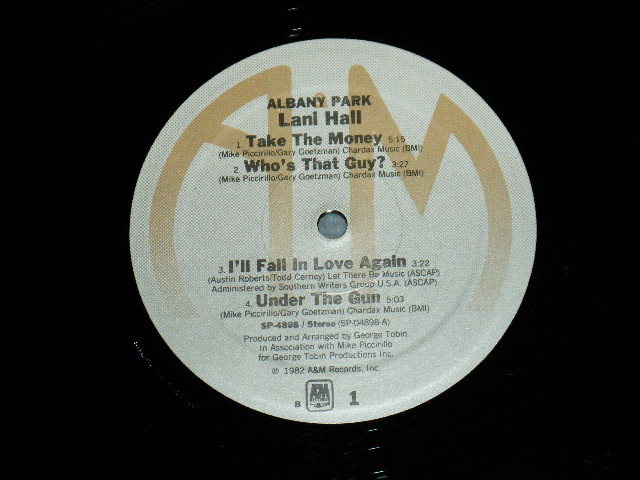 ALBANY PARK
Lani Hall
1. Take The Money 5:15
(Mike Piccirillo/Gary Goetzman) Chardax Music (BMI)
2. Who's That Guy? 3:27
(Mike Piccirillo/Gary Goetzman) Chardax Music (BMI)
3. I'll Fall In Love Again 3:22
(Austin Roberts/Todd Cerney) Let There Be Music (ASCAP)
Administered by Southern Writers Group U.S.A. (ASCAP)
4. Under The Gun 5:03
(Mike Piccirillo/Gary Goetzman) Chardax Music (BMI)
SP-4898 / Stereo (SP-04898-A)
Produced and Arranged by George Tobin
in Association with Mike Piccirillo
for George Tobin Productions Inc.
℗ 1982 A&M Records, Inc.
B A&M 1